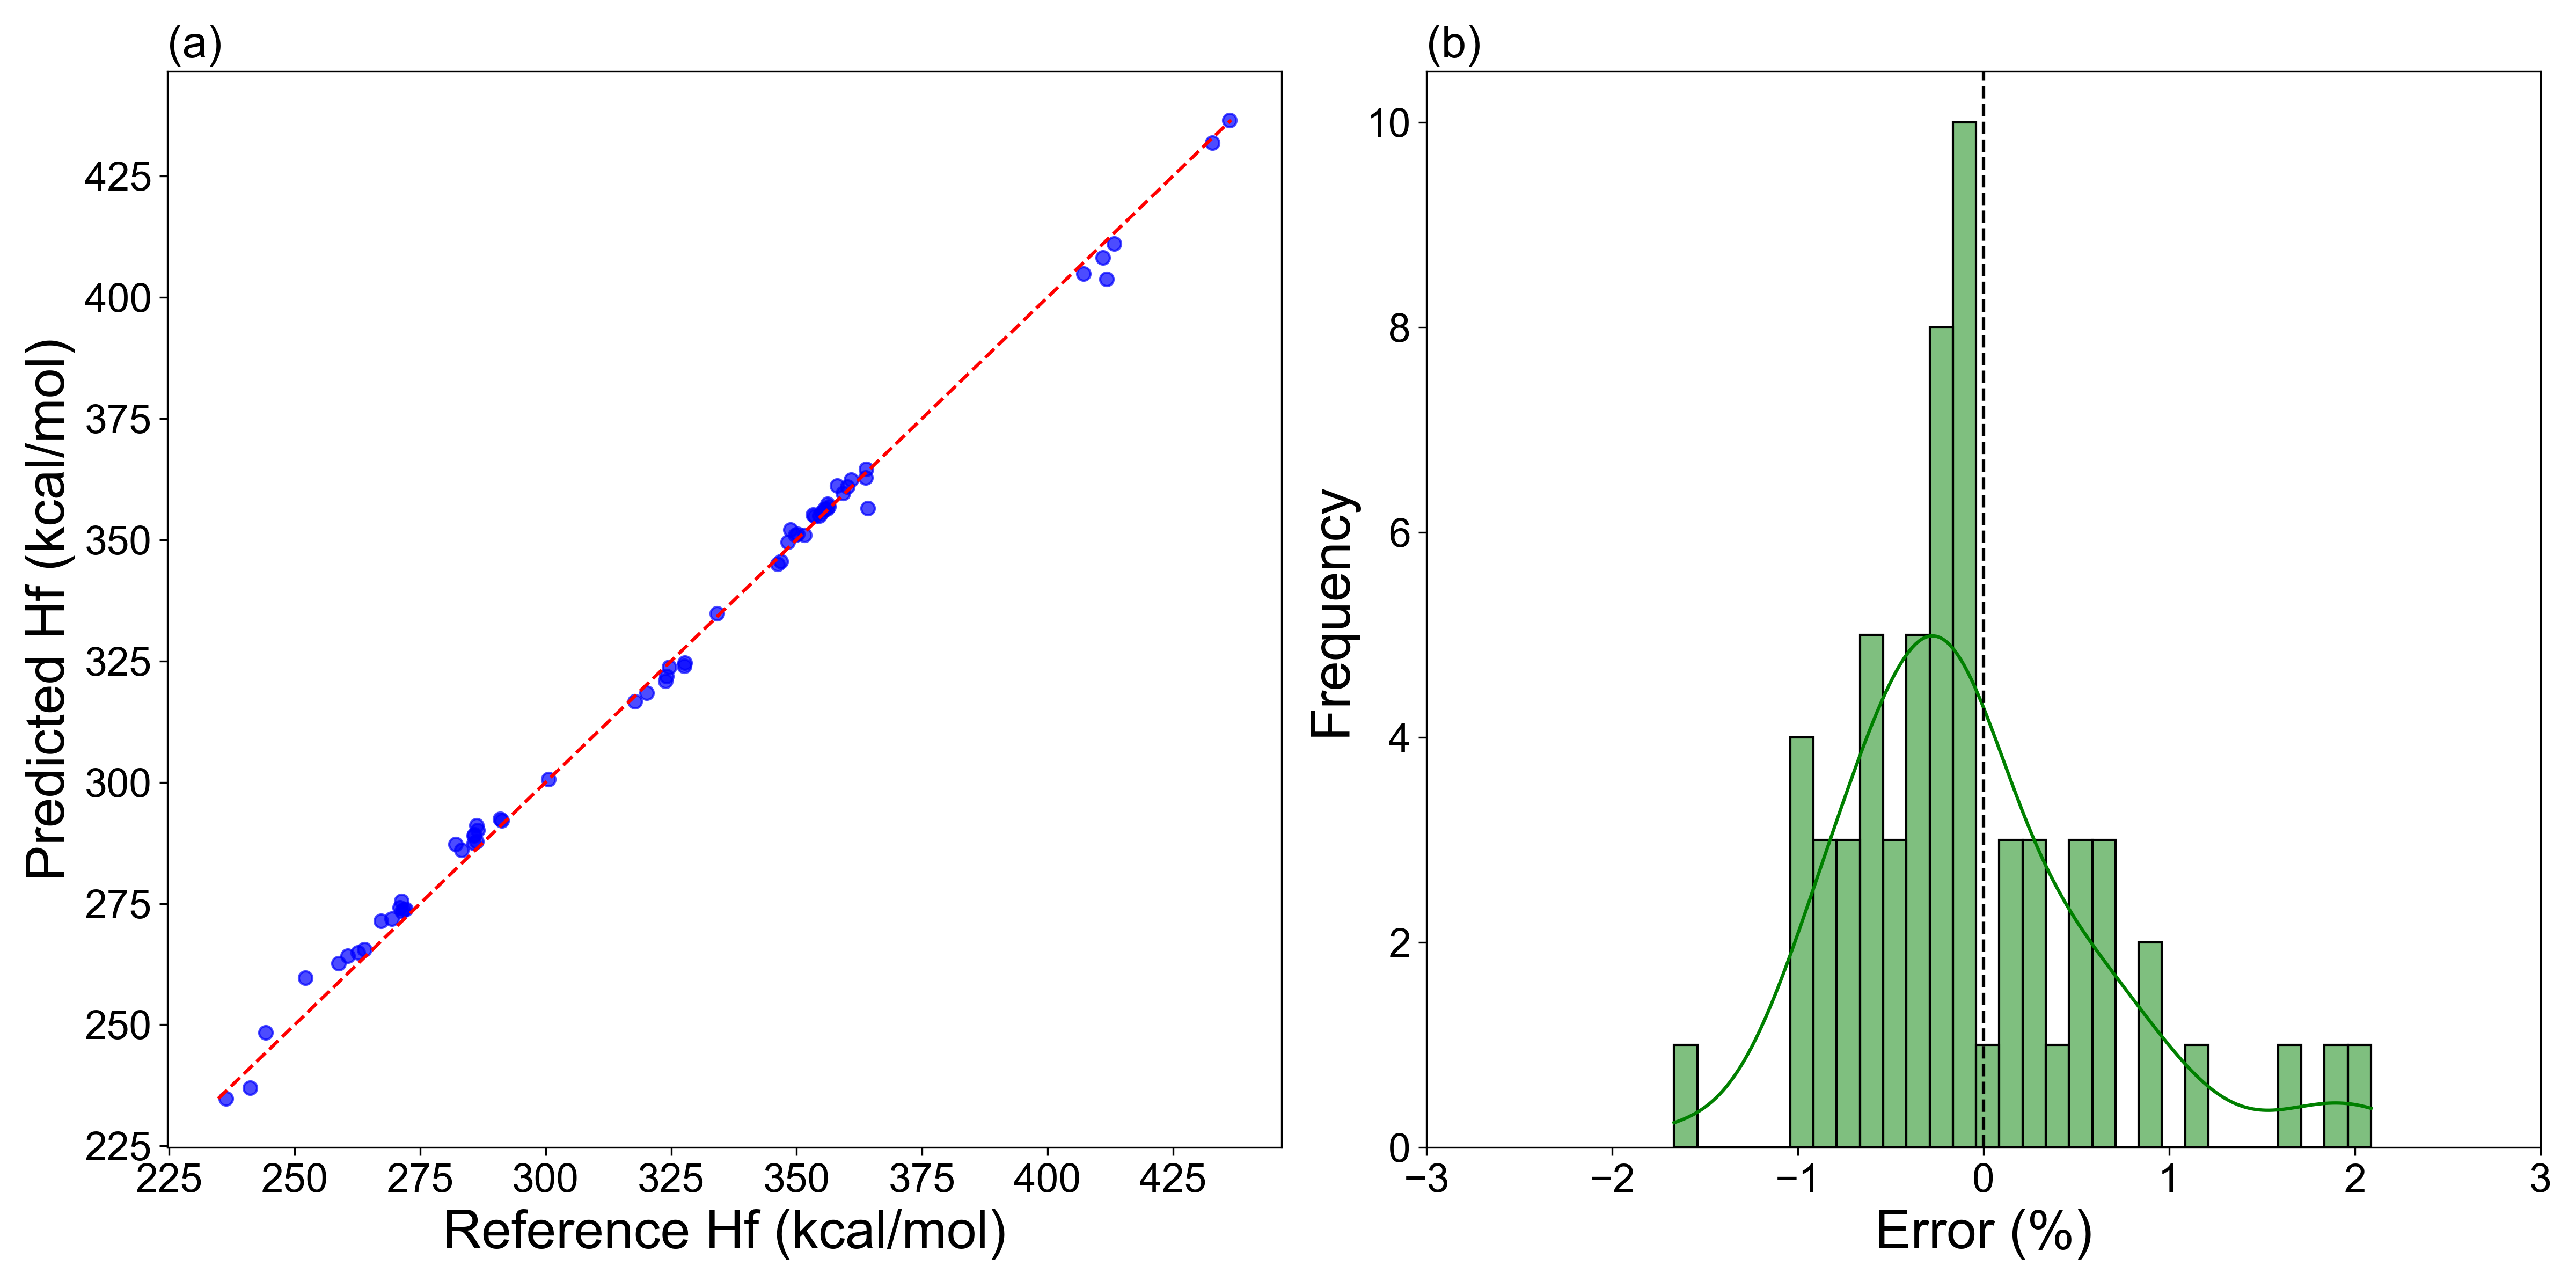 (a)
Predicted Hf (kcal/mol)
425
400
375
350
325
300
275
250
225
225 250 275 300 325 350 375 400 425
Reference Hf (kcal/mol)
(b)
Frequency
10
8
6
4
2
0
−3 −2 −1 0 1 2 3
Error (%)